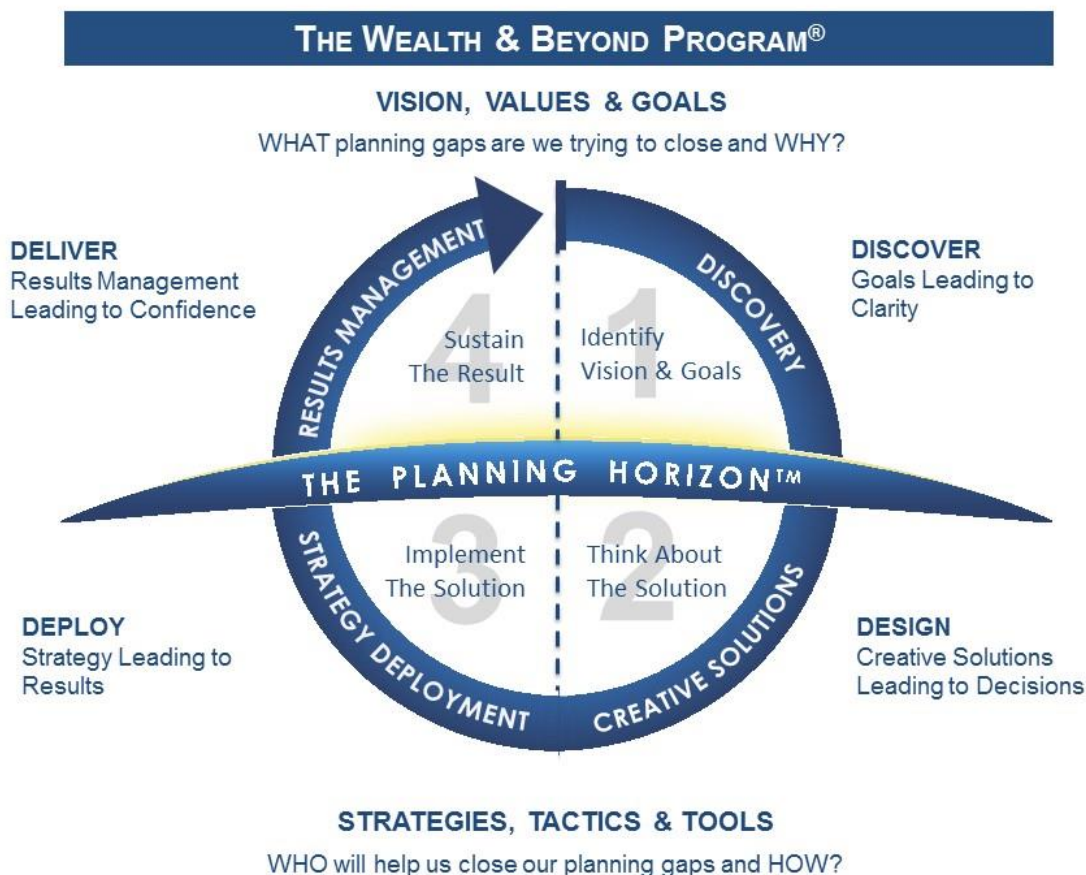 THE WEALTH & BEYOND PROGRAM®
VISION, VALUES & GOALS
WHAT planning gaps are we trying to close and WHY?
DELIVER
Results Management
Leading to Confidence
DISCOVER
Goals Leading to
Clarity
RESULTS MANAGEMENT
DISCOVERY
4
Sustain
The Result
1
Identify
Vision & Goals
THE PLANNING HORIZON™
3
Implement
The Solution
2
Think About
The Solution
STRATEGY DEPLOYMENT
CREATIVE SOLUTIONS
DEPLOY
Strategy Leading to
Results
DESIGN
Creative Solutions
Leading to Decisions
STRATEGIES, TACTICS & TOOLS
WHO will help us close our planning gaps and HOW?